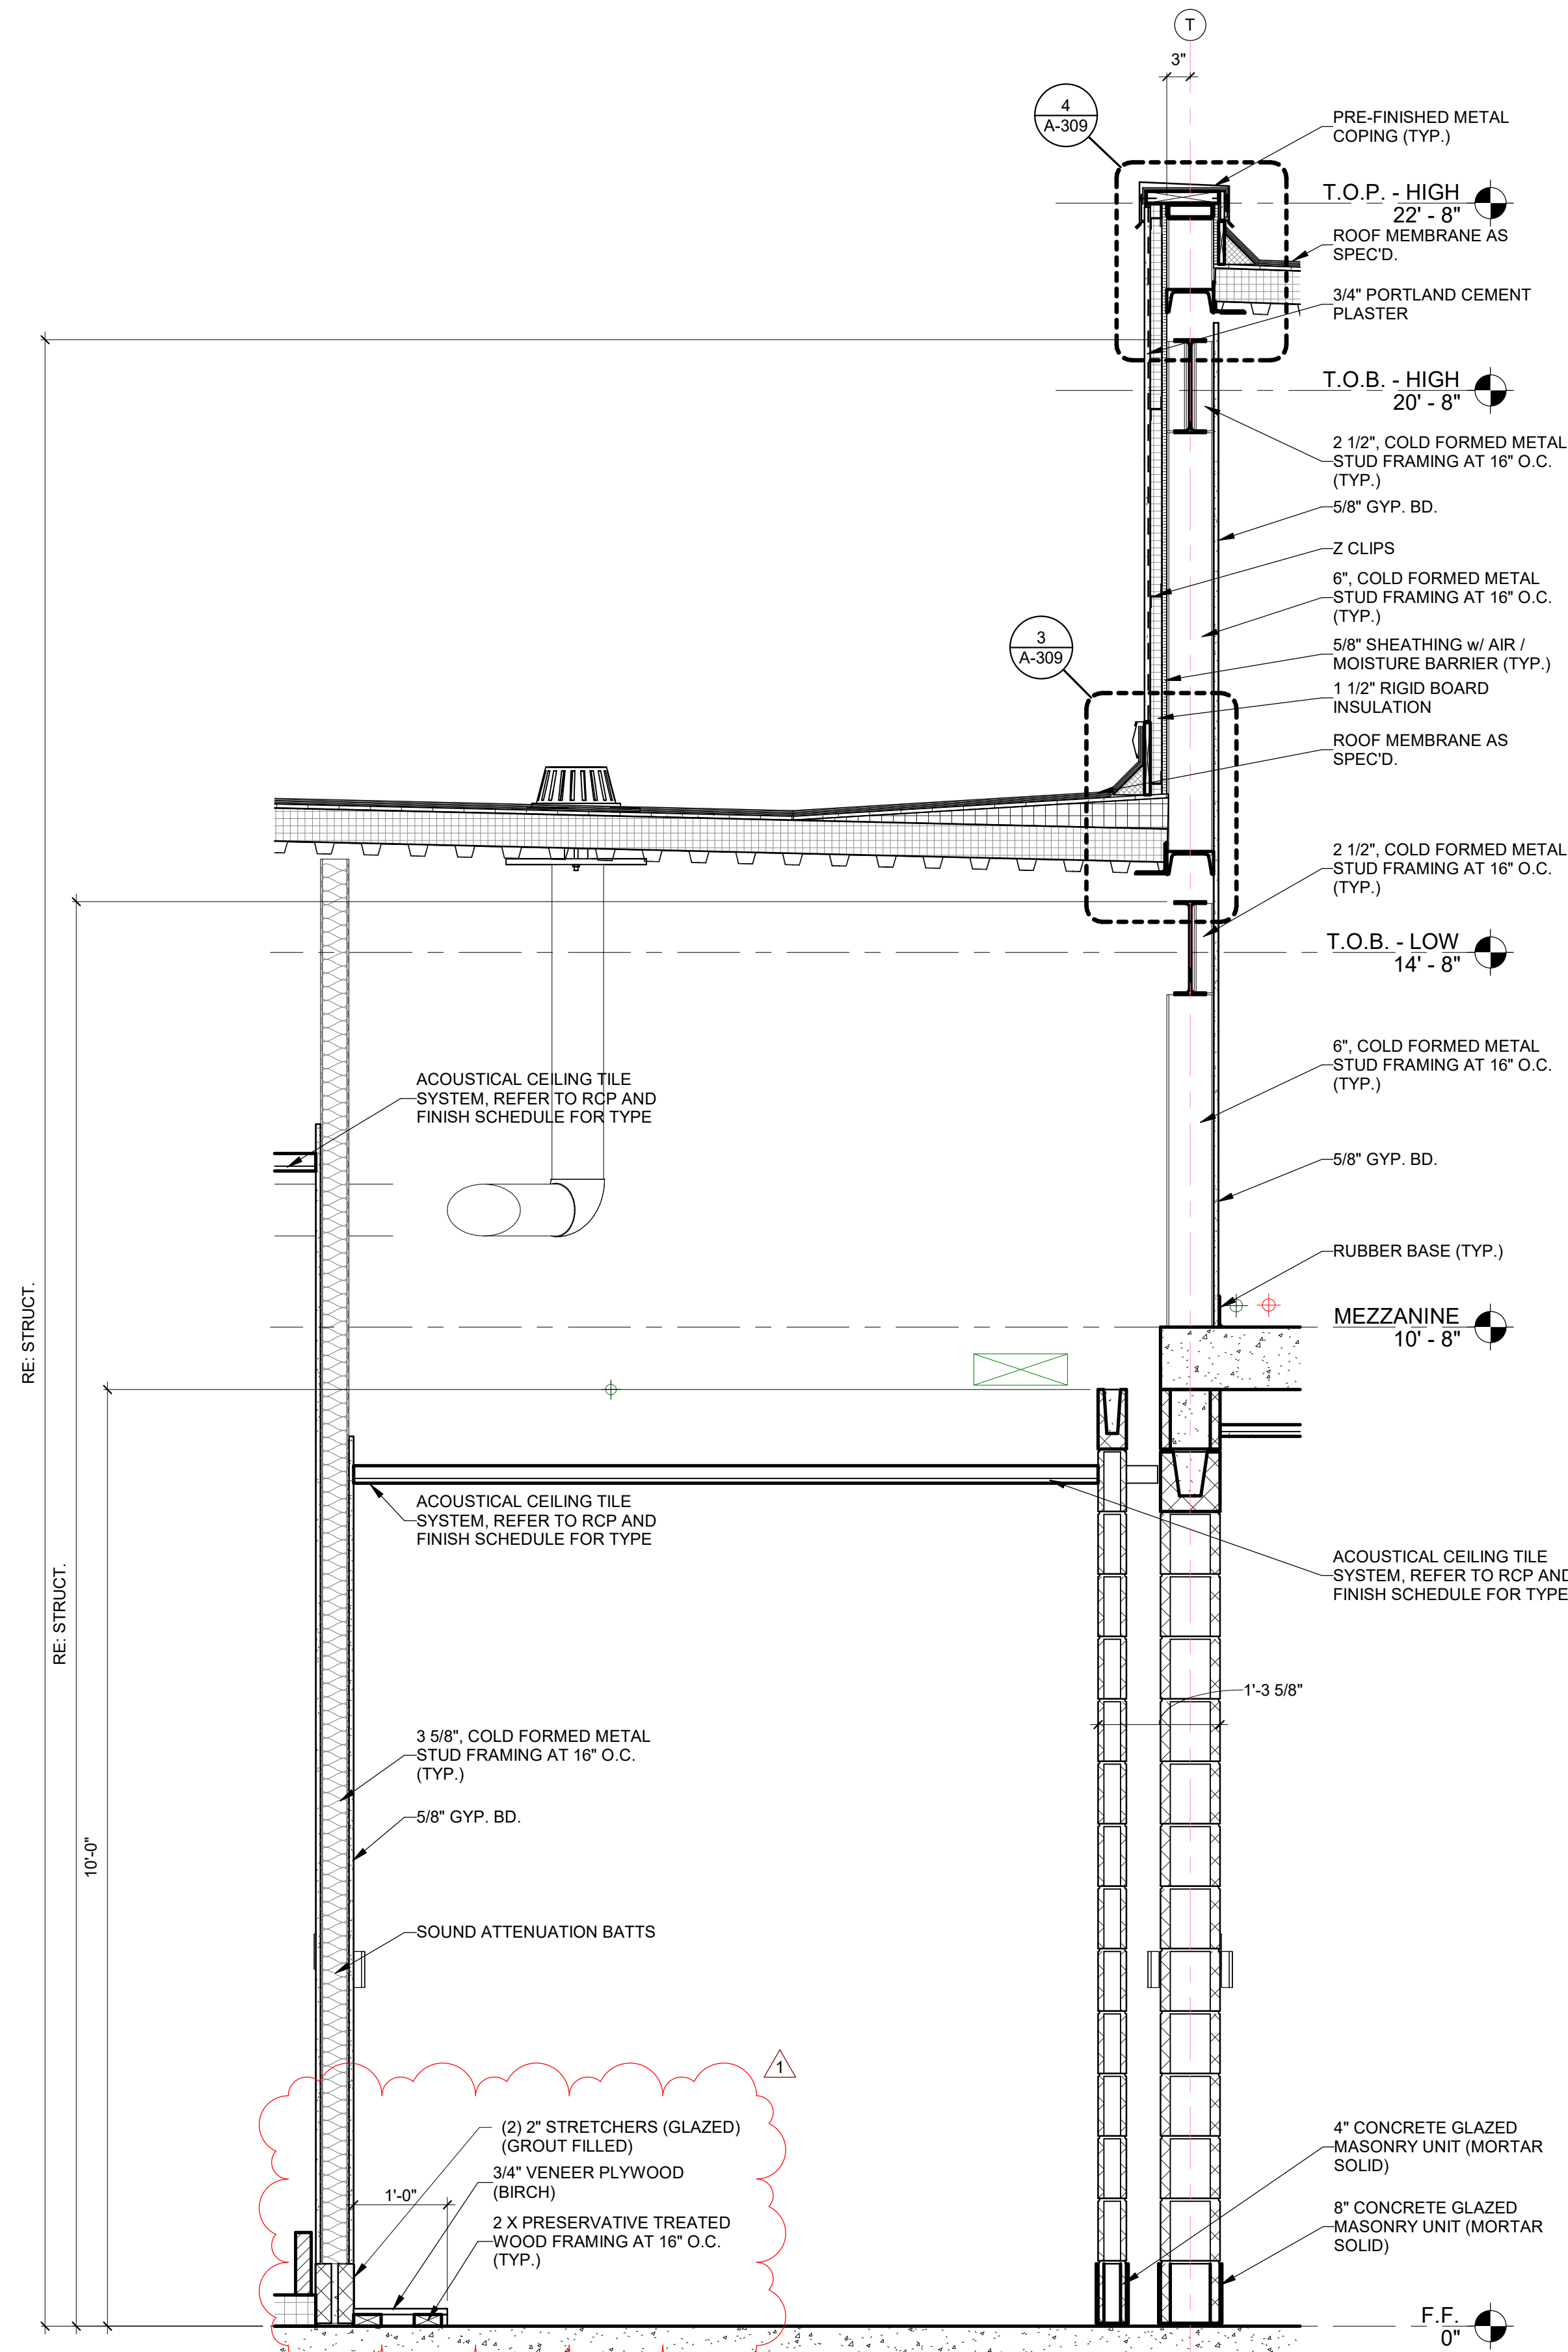 T
3"
4
A-309
PRE-FINISHED METAL
COPING (TYP.)
T.O.P. - HIGH
22' - 8"
ROOF MEMBRANE AS
SPEC'D.
3/4" PORTLAND CEMENT
PLASTER
T.O.B. - HIGH
20' - 8"
2 1/2", COLD FORMED METAL
STUD FRAMING AT 16" O.C.
(TYP.)
5/8" GYP. BD.
Z CLIPS
6", COLD FORMED METAL
STUD FRAMING AT 16" O.C.
(TYP.)
3
A-309
5/8" SHEATHING w/ AIR /
MOISTURE BARRIER (TYP.)
1 1/2" RIGID BOARD
INSULATION
ROOF MEMBRANE AS
SPEC'D.
2 1/2", COLD FORMED METAL
STUD FRAMING AT 16" O.C.
(TYP.)
T.O.B. - LOW
14' - 8"
6", COLD FORMED METAL
STUD FRAMING AT 16" O.C.
(TYP.)
ACOUSTICAL CEILING TILE
SYSTEM, REFER TO RCP AND
FINISH SCHEDULE FOR TYPE
5/8" GYP. BD.
RUBBER BASE (TYP.)
RE: STRUCT.
MEZZANINE
10' - 8"
ACOUSTICAL CEILING TILE
SYSTEM, REFER TO RCP AND
FINISH SCHEDULE FOR TYPE
ACOUSTICAL CEILING TILE
SYSTEM, REFER TO RCP AND
FINISH SCHEDULE FOR TYPE
RE: STRUCT.
1'-3 5/8"
3 5/8", COLD FORMED METAL
STUD FRAMING AT 16" O.C.
(TYP.)
5/8" GYP. BD.
10'-0"
SOUND ATTENUATION BATTS
1
(2) 2" STRETCHERS (GLAZED)
(GROUT FILLED)
3/4" VENEER PLYWOOD
(BIRCH)
1'-0"
2 X PRESERVATIVE TREATED
WOOD FRAMING AT 16" O.C.
(TYP.)
4" CONCRETE GLAZED
MASONRY UNIT (MORTAR
SOLID)
8" CONCRETE GLAZED
MASONRY UNIT (MORTAR
SOLID)
F.F.
0"